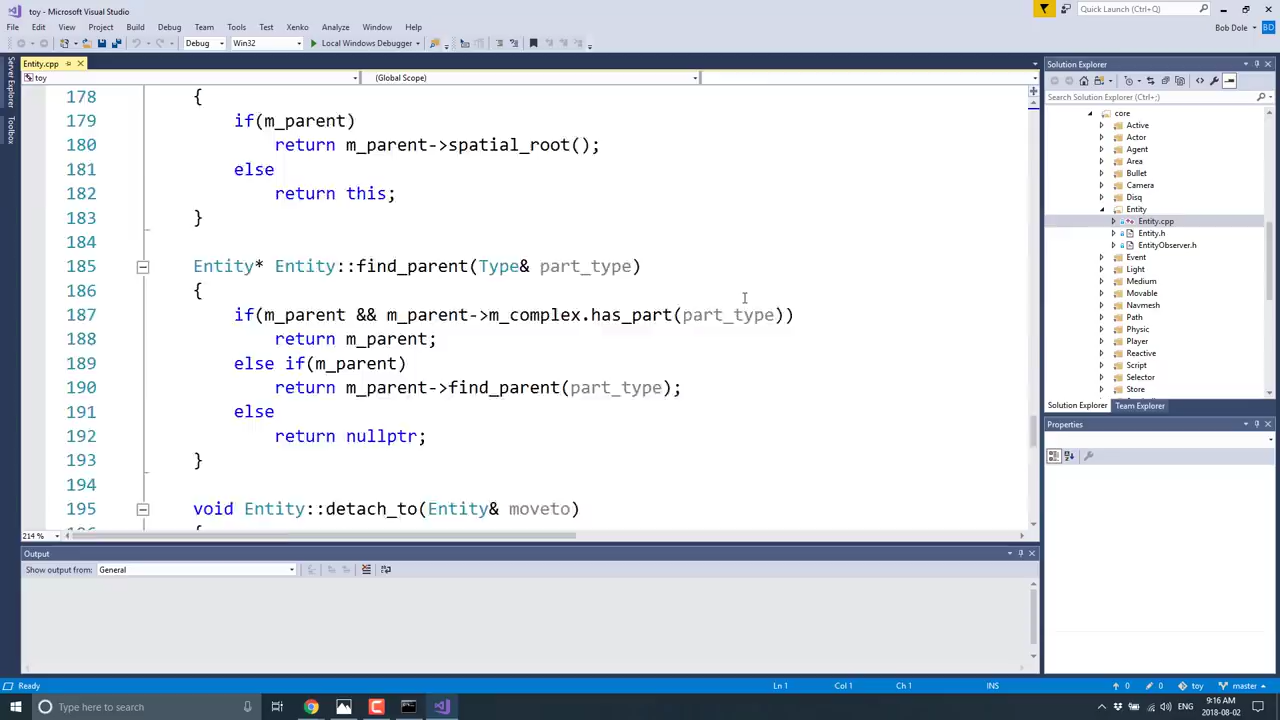 toy - Microsoft Visual Studio
Quick Launch (Ctrl+Q)
File Edit View Project Build Debug Team Tools Test Xenko Analyze Window Help
Bob Dole BD
Debug Win32 Local Windows Debugger
Server Explorer
Toolbox
Entity.cpp
toy (Global Scope)
178 {
179 if(m_parent)
180 return m_parent->spatial_root();
181 else
182 return this;
183 }
184
185 Entity* Entity::find_parent(Type& part_type)
186 {
187 if(m_parent && m_parent->m_complex.has_part(part_type))
188 return m_parent;
189 else if(m_parent)
190 return m_parent->find_parent(part_type);
191 else
192 return nullptr;
193 }
194
195 void Entity::detach_to(Entity& moveto)
214 %
Output
Show output from: General
Solution Explorer
Search Solution Explorer (Ctrl+;)
core
Active
Actor
Agent
Area
Bullet
Camera
Disq
Entity
Entity.cpp
Entity.h
EntityObserver.h
Event
Light
Medium
Movable
Navmesh
Path
Physic
Player
Reactive
Script
Selector
Store
Solution Explorer Team Explorer
Properties
Ready Ln 1 Col 1 Ch 1 INS 0 0 toy master
Type here to search
ENG
9:16 AM
2018-08-02